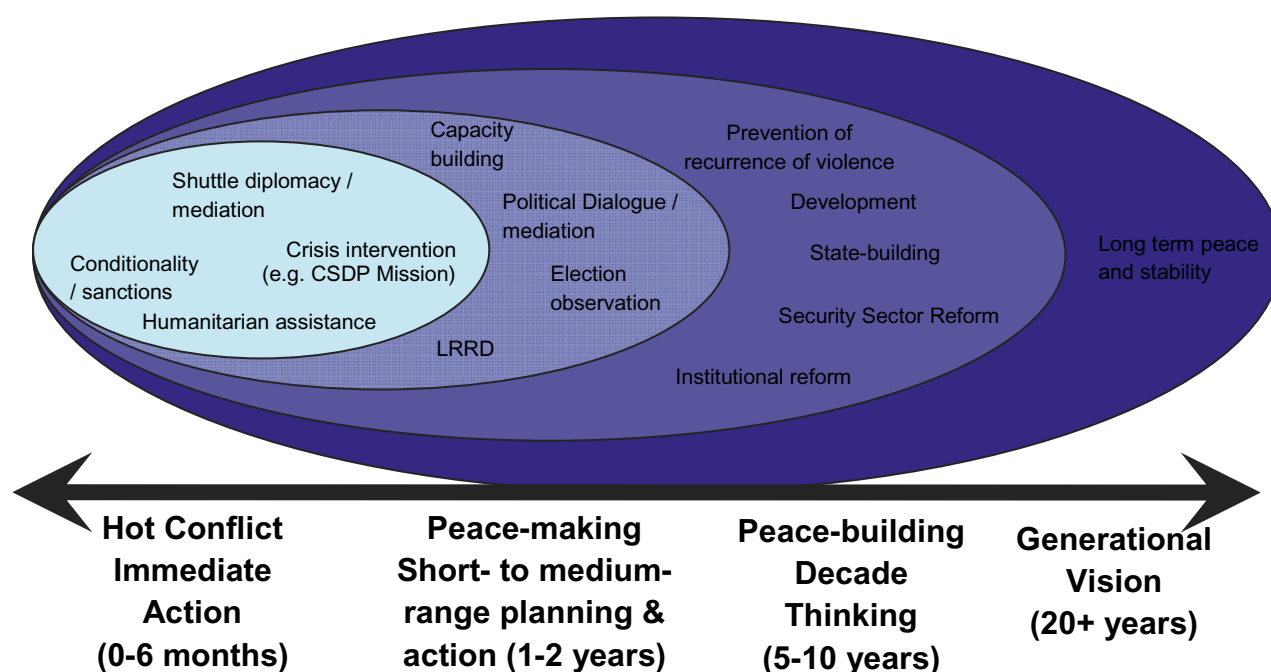 Shuttle diplomacy /
mediation
Conditionality
/ sanctions
Crisis intervention
(e.g. CSDP Mission)
Humanitarian assistance
Capacity
building
Political Dialogue /
mediation
Election
observation
LRRD
Prevention of
recurrence of violence
Development
State-building
Security Sector Reform
Institutional reform
Long term peace
and stability
Hot Conflict
Immediate
Action
(0-6 months)
Peace-making
Short- to medium-
range planning &
action (1-2 years)
Peace-building
Decade
Thinking
(5-10 years)
Generational
Vision
(20+ years)